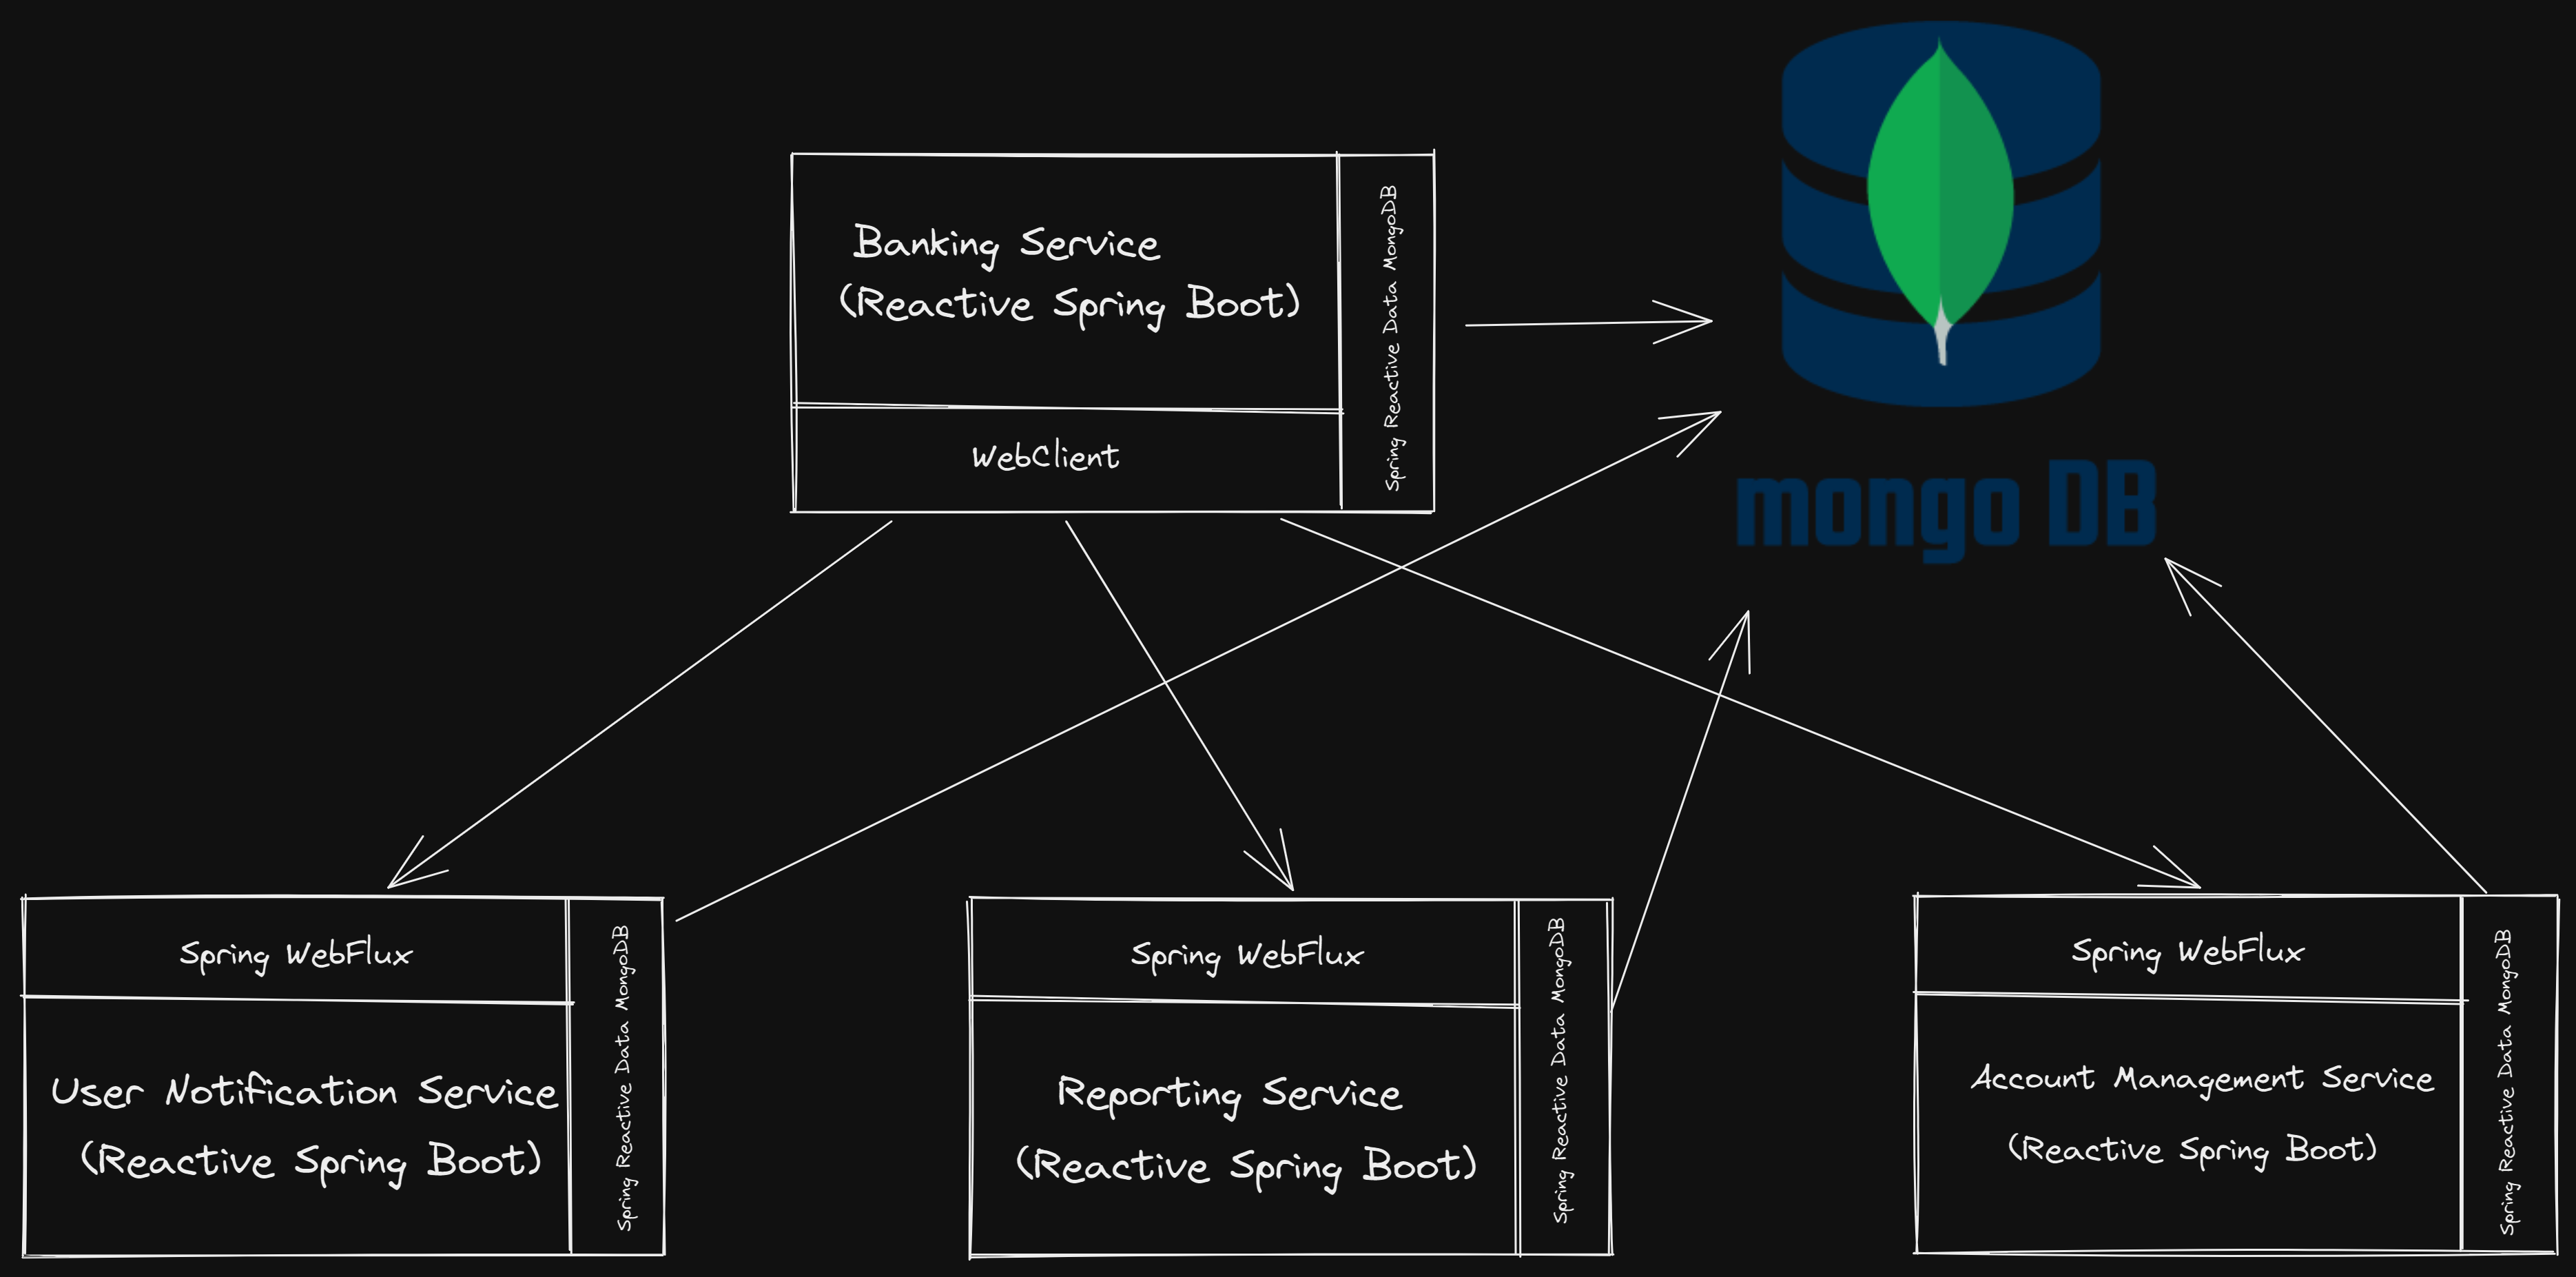 Banking Service
(Reactive Spring Boot)
WebClient
Spring Reactive Data MongoDB
mongo DB
Spring WebFlux
User Notification Service
(Reactive Spring Boot)
Spring Reactive Data MongoDB
Spring WebFlux
Reporting Service
(Reactive Spring Boot)
Spring Reactive Data MongoDB
Spring WebFlux
Account Management Service
(Reactive Spring Boot)
Spring Reactive Data MongoDB